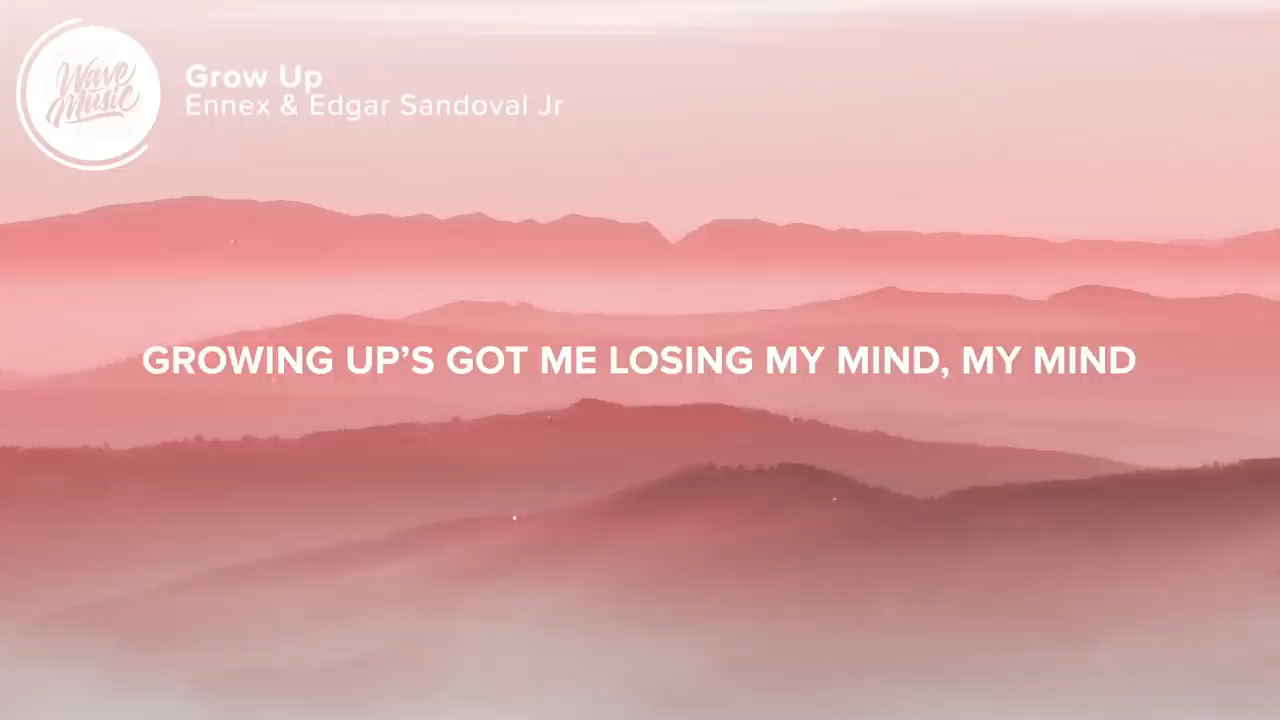 Wave
Music
Grow Up
Ennex & Edgar Sandoval Jr
GROWING UP’S GOT ME LOSING MY MIND, MY MIND